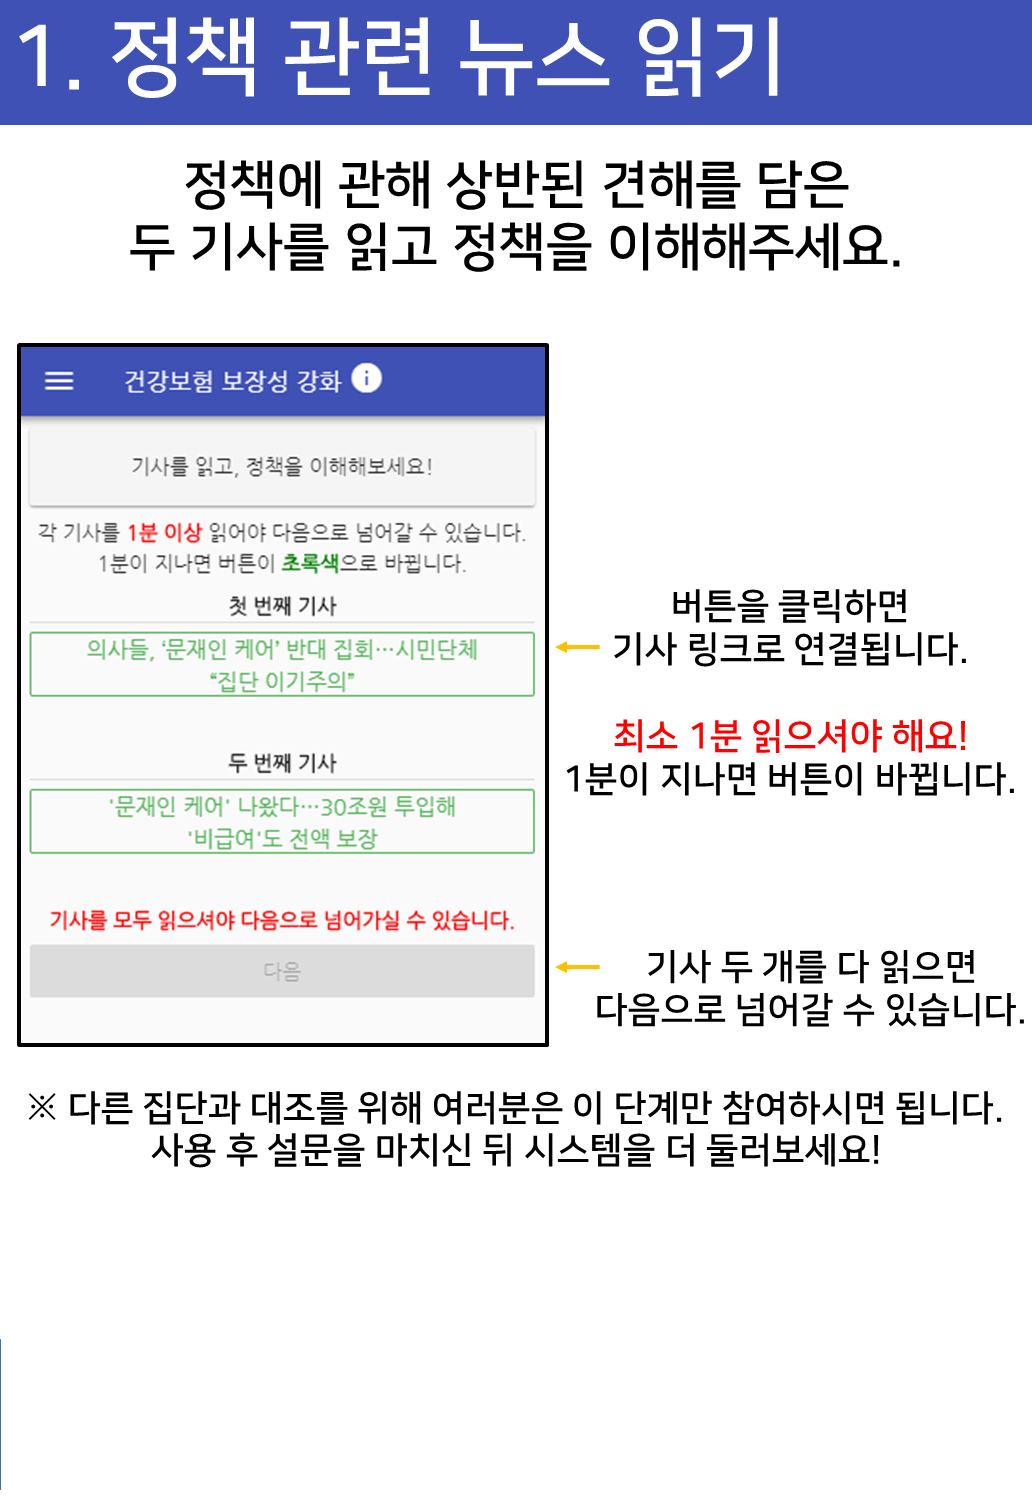 1. 정책 관련 뉴스 읽기
정책에 관해 상반된 견해를 담은
두 기사를 읽고 정책을 이해해주세요.
건강보험 보장성 강화 i
기사를 읽고, 정책을 이해해보세요!
각 기사를 1분 이상 읽어야 다음으로 넘어갈 수 있습니다.
1분이 지나면 버튼이 초록색으로 바뀝니다.
첫 번째 기사
의사들, ‘문재인 케어’ 반대 집회…시민단체
“집단 이기주의”
두 번째 기사
'문재인 케어' 나왔다…30조원 투입해
'비급여'도 전액 보장
기사를 모두 읽으셔야 다음으로 넘어가실 수 있습니다.
다음
버튼을 클릭하면
기사 링크로 연결됩니다.
최소 1분 읽으셔야 해요!
1분이 지나면 버튼이 바뀝니다.
기사 두 개를 다 읽으면
다음으로 넘어갈 수 있습니다.
※ 다른 집단과 대조를 위해 여러분은 이 단계만 참여하시면 됩니다.
사용 후 설문을 마치신 뒤 시스템을 더 둘러보세요!